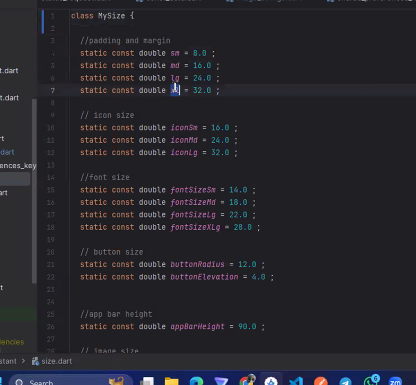 1 class MySize {
2
3 //padding and margin
4 static const double sm = 8.0 ;
5 static const double md = 16.0 ;
6 static const double lg = 24.0 ;
7 static const double = 32.0 ;
8
9 // icon size
10 static const double iconSm = 16.0 ;
11 static const double iconMd = 24.0 ;
12 static const double iconLg = 32.0 ;
13
14 //font size
15 static const double fontSizeSm = 14.0 ;
16 static const double fontSizeMd = 18.0 ;
17 static const double fontSizeLg = 22.0 ;
18 static const double fontSizeXLg = 28.0 ;
19
20 // button size
21 static const double buttonRadius = 12.0 ;
22 static const double buttonElevation = 4.0 ;
23
24
25 //app bar height
26 static const double appBarHeight = 90.0 ;
27
28 // image size
t.dart
.dart
rt
dart
ences_key
art
t
encies
stant > size.dart
Search
zm